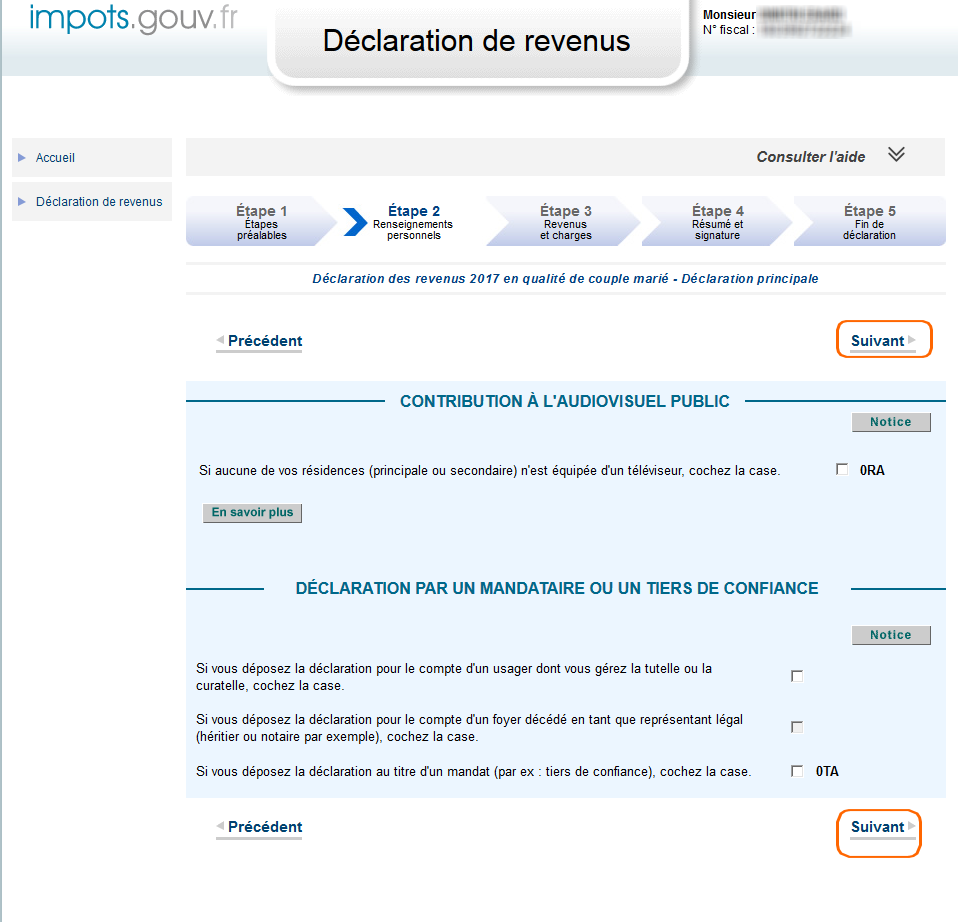 impots.gouv.fr
Déclaration de revenus
Monsieur
N° fiscal :
Accueil
Déclaration de revenus
Consulter l'aide
Étape 1
Étapes
préalables
Étape 2
Renseignements
personnels
Étape 3
Revenus
et charges
Étape 4
Résumé et
signature
Étape 5
Fin de
déclaration
Déclaration des revenus 2017 en qualité de couple marié - Déclaration principale
Précédent
Suivant
CONTRIBUTION À L'AUDIOVISUEL PUBLIC
Notice
Si aucune de vos résidences (principale ou secondaire) n'est équipée d'un téléviseur, cochez la case.
0RA
En savoir plus
DÉCLARATION PAR UN MANDATAIRE OU UN TIERS DE CONFIANCE
Notice
Si vous déposez la déclaration pour le compte d'un usager dont vous gérez la tutelle ou la
curatelle, cochez la case.
Si vous déposez la déclaration pour le compte d'un foyer décédé en tant que représentant légal
(héritier ou notaire par exemple), cochez la case.
Si vous déposez la déclaration au titre d'un mandat (par ex : tiers de confiance), cochez la case.
0TA
Précédent
Suivant